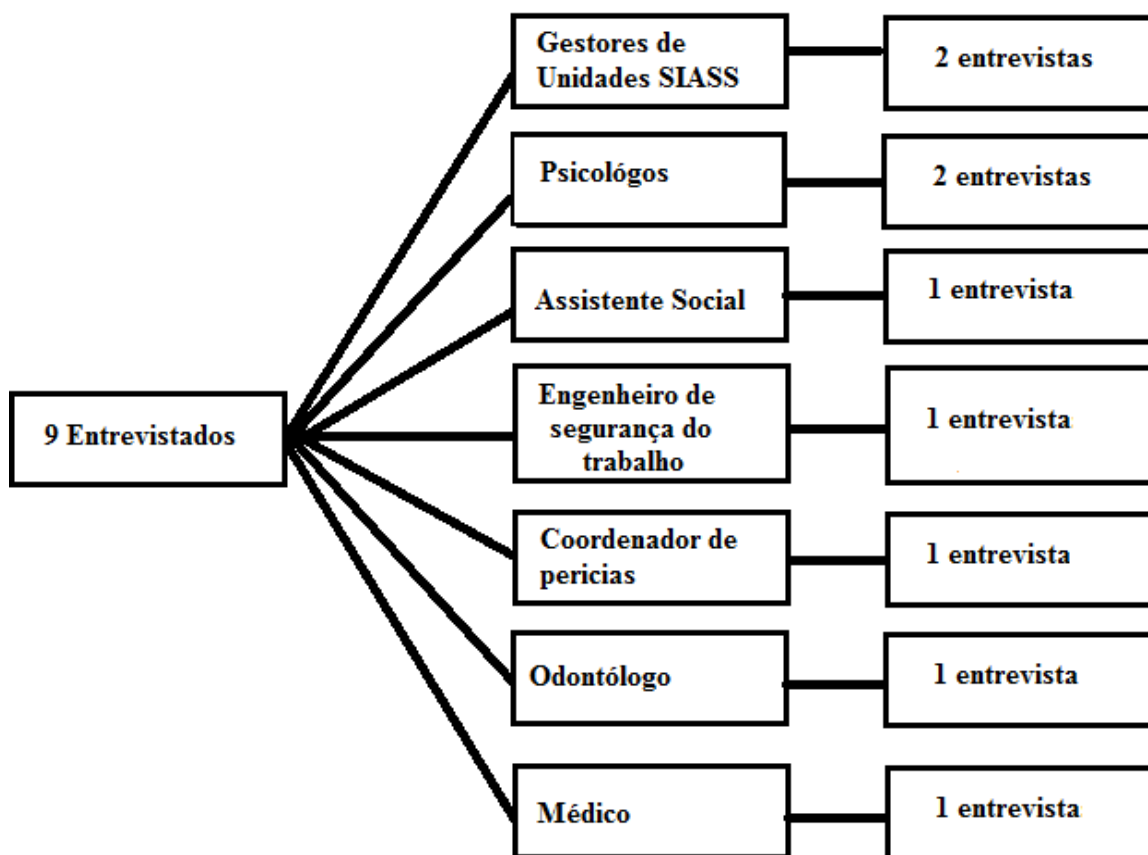 Gestores de
Unidades SIASS
2 entrevistas
Psicológos
2 entrevistas
Assistente Social
1 entrevista
9 Entrevistados
Engenheiro de
segurança do
trabalho
1 entrevista
Coordenador de
pericias
1 entrevista
Odontólogo
1 entrevista
Médico
1 entrevista